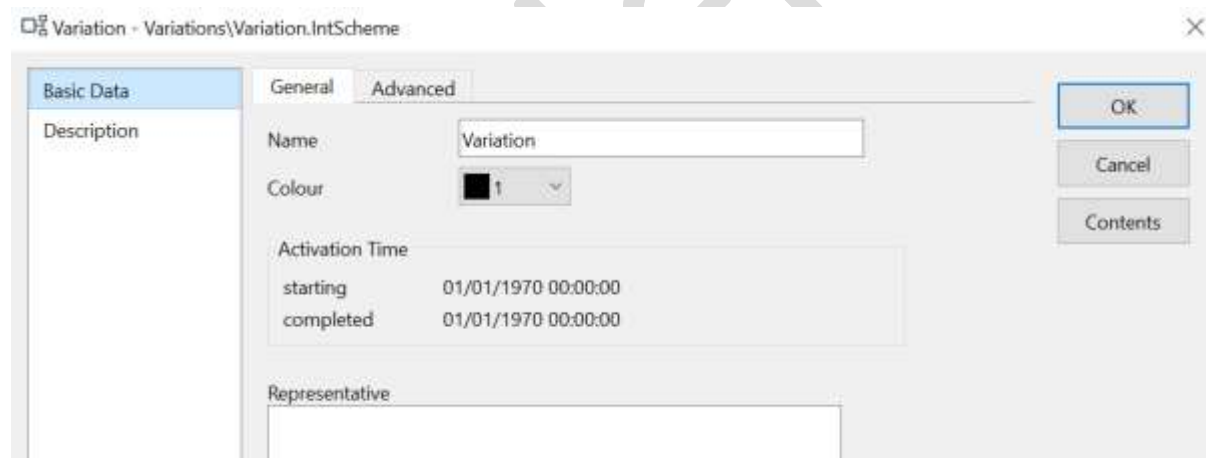 Variation - Variations\Variation.IntScheme
Basic Data
Description
General Advanced
Name Variation
Colour 1
Activation Time
starting 01/01/1970 00:00:00
completed 01/01/1970 00:00:00
Representative
OK
Cancel
Contents